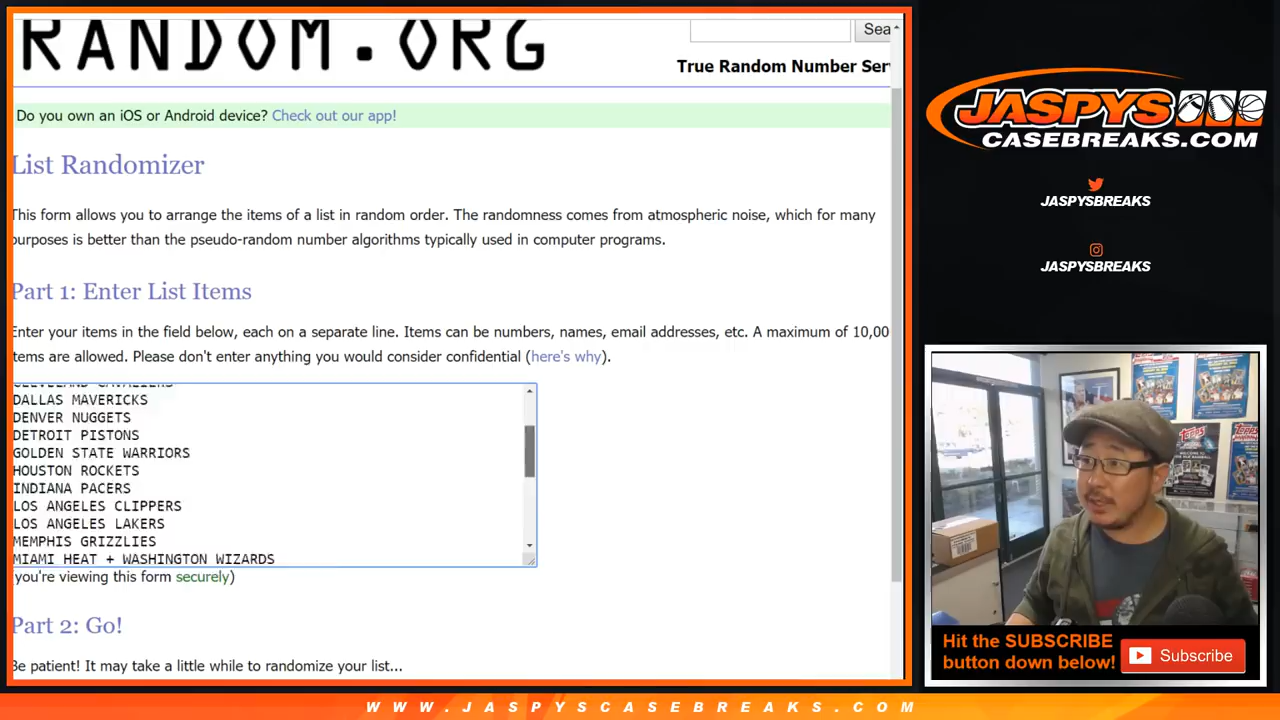 RANDOM.ORG
Sea
True Random Number Ser
Do you own an iOS or Android device? Check out our app!
List Randomizer
This form allows you to arrange the items of a list in random order. The randomness comes from atmospheric noise, which for many
purposes is better than the pseudo-random number algorithms typically used in computer programs.
Part 1: Enter List Items
Enter your items in the field below, each on a separate line. Items can be numbers, names, email addresses, etc. A maximum of 10,00
items are allowed. Please don't enter anything you would consider confidential (here's why).
CLEVELAND CAVALIERS
DALLAS MAVERICKS
DENVER NUGGETS
DETROIT PISTONS
GOLDEN STATE WARRIORS
HOUSTON ROCKETS
INDIANA PACERS
LOS ANGELES CLIPPERS
LOS ANGELES LAKERS
MEMPHIS GRIZZLIES
MIAMI HEAT + WASHINGTON WIZARDS
you're viewing this form securely)
Part 2: Go!
Be patient! It may take a little while to randomize your list...
JASPYS
CASEBREAKS.COM
JASPYSBREAKS
JASPYSBREAKS
TOPPS
Hit the SUBSCRIBE
button down below!
Subscribe
WWW.JASPYSCASEBREAKS.COM